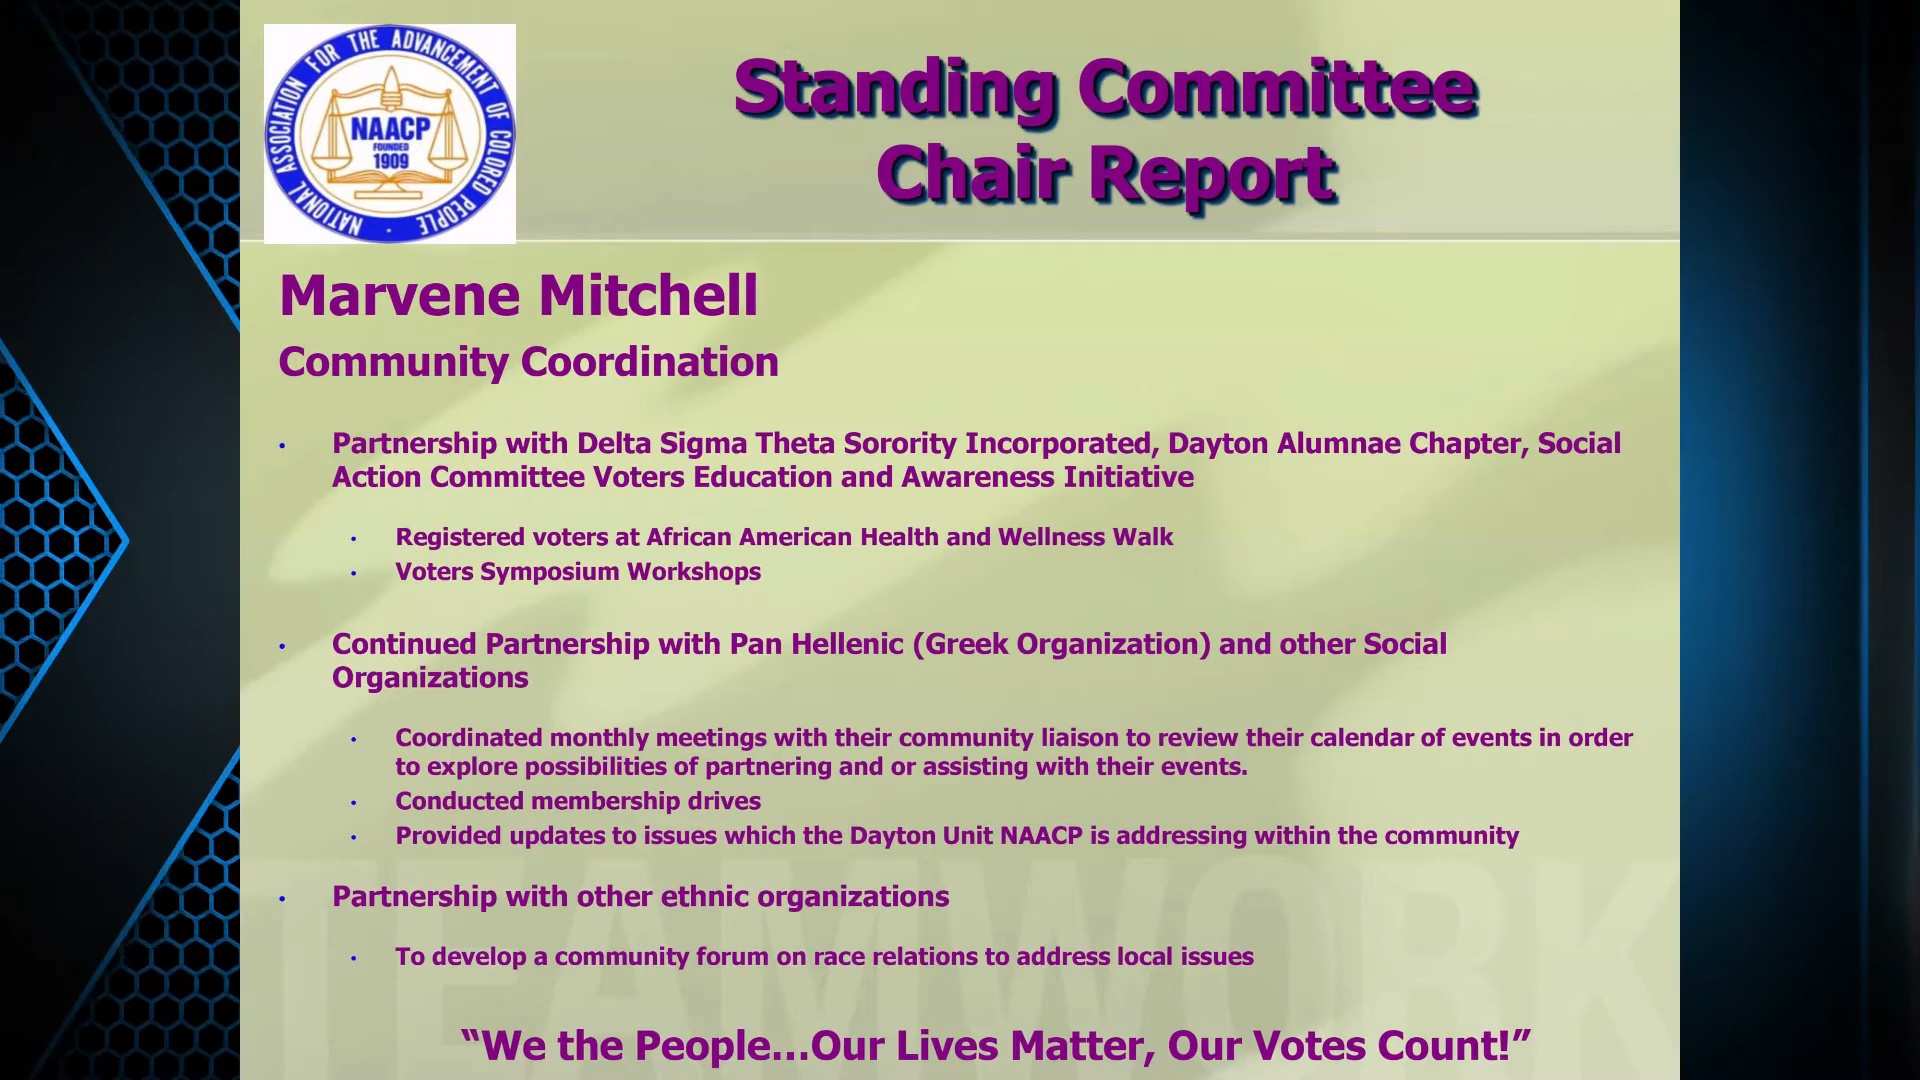 NATIONAL ASSOCIATION FOR THE ADVANCEMENT OF COLORED PEOPLE
NAACP
FOUNDED
1909
Standing Committee
Chair Report
Marvene Mitchell
Community Coordination
• Partnership with Delta Sigma Theta Sorority Incorporated, Dayton Alumnae Chapter, Social
Action Committee Voters Education and Awareness Initiative
• Registered voters at African American Health and Wellness Walk
• Voters Symposium Workshops
• Continued Partnership with Pan Hellenic (Greek Organization) and other Social
Organizations
• Coordinated monthly meetings with their community liaison to review their calendar of events in order
to explore possibilities of partnering and or assisting with their events.
• Conducted membership drives
• Provided updates to issues which the Dayton Unit NAACP is addressing within the community
• Partnership with other ethnic organizations
• To develop a community forum on race relations to address local issues
TEAMWORK
“We the People…Our Lives Matter, Our Votes Count!”